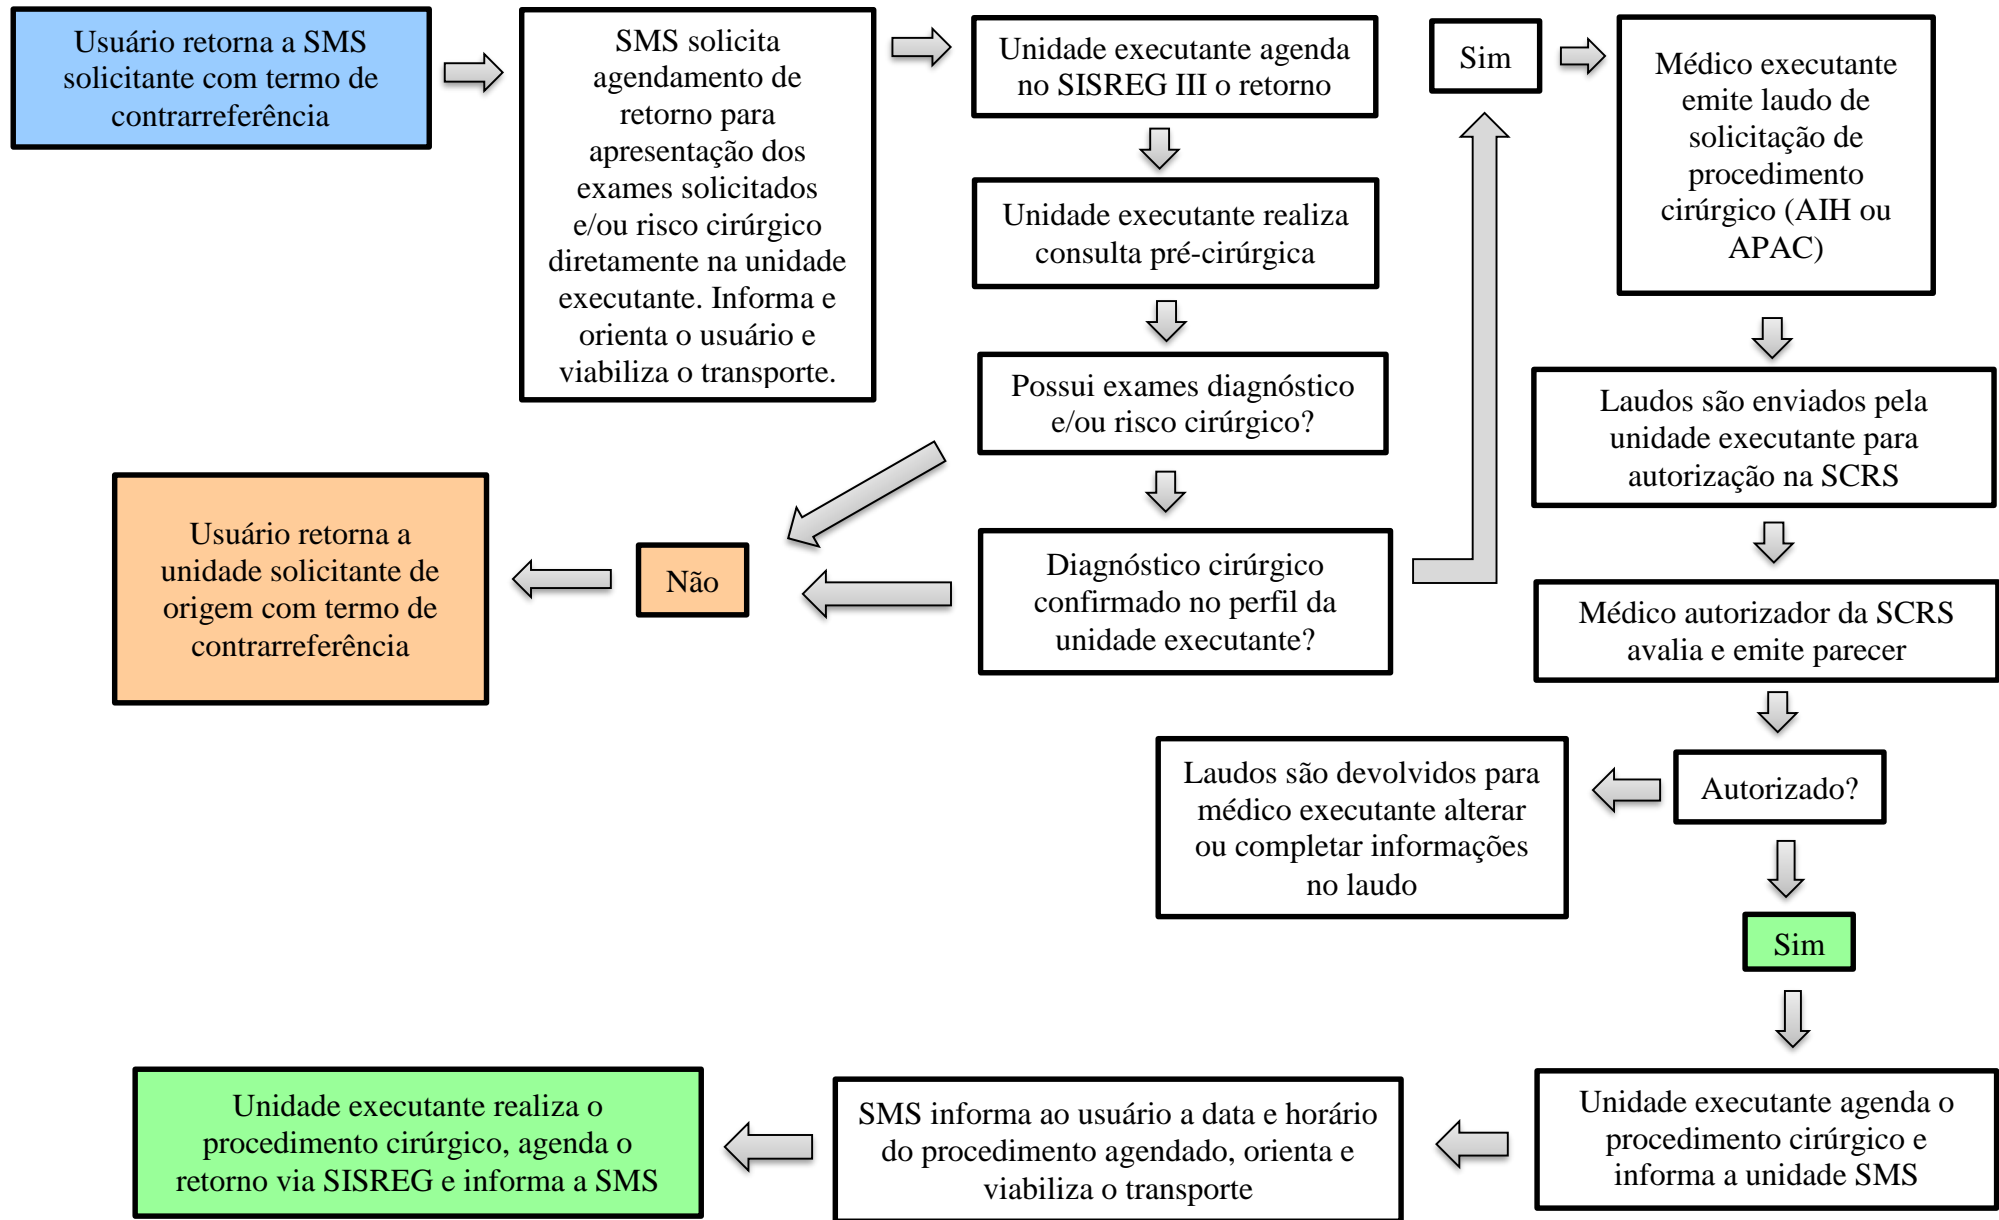 Usuário retorna a SMS
solicitante com termo de
contrarreferência
SMS solicita
agendamento de
retorno para
apresentação dos
exames solicitados
e/ou risco cirúrgico
diretamente na unidade
executante. Informa e
orienta o usuário e
viabiliza o transporte.
Unidade executante agenda
no SISREG III o retorno
Unidade executante realiza
consulta pré-cirúrgica
Possui exames diagnóstico
e/ou risco cirúrgico?
Diagnóstico cirúrgico
confirmado no perfil da
unidade executante?
Não
Usuário retorna a
unidade solicitante de
origem com termo de
contrarreferência
Sim
Médico executante
emite laudo de
solicitação de
procedimento
cirúrgico (AIH ou
APAC)
Laudos são enviados pela
unidade executante para
autorização na SCRS
Médico autorizador da SCRS
avalia e emite parecer
Autorizado?
Laudos são devolvidos para
médico executante alterar
ou completar informações
no laudo
Sim
Unidade executante agenda o
procedimento cirúrgico e
informa a unidade SMS
SMS informa ao usuário a data e horário
do procedimento agendado, orienta e
viabiliza o transporte
Unidade executante realiza o
procedimento cirúrgico, agenda o
retorno via SISREG e informa a SMS